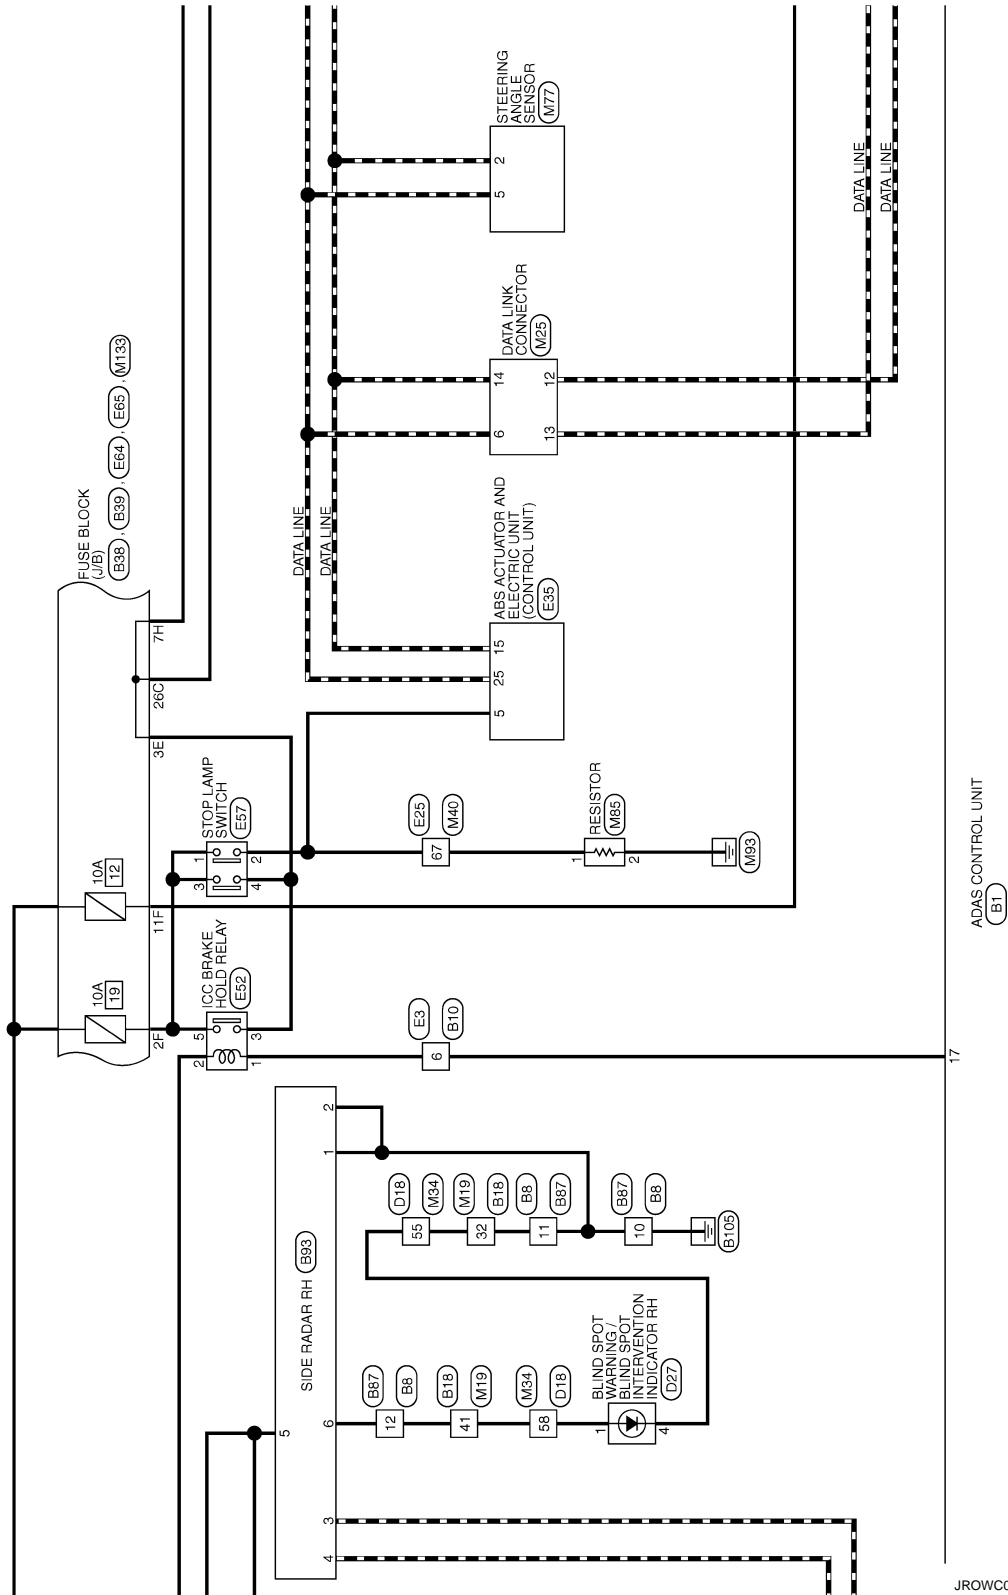 FUSE BLOCK
(J/B)
B38 , B39 , E64 , E65 , M133
10A
19
10A
12
2F
11F
3E
26C
7H
ICC BRAKE
HOLD RELAY
E52
2
5
1
3
STOP LAMP
SWITCH
E57
3
1
4
2
DATA LINE
DATA LINE
STEERING
ANGLE
SENSOR
M77
5
2
DATA LINK
CONNECTOR
M25
6
14
13
12
ABS ACTUATOR AND
ELECTRIC UNIT
(CONTROL UNIT)
E35
5
25
15
E25
67
M40
RESISTOR
M85
1
2
M93
E3
6
B10
DATA LINE
DATA LINE
SIDE RADAR RH
B93
5
4
3
6
1
2
B87
12
B8
B18
41
M19
M34
58
D18
BLIND SPOT
WARNING /
BLIND SPOT
INTERVENTION
INDICATOR RH
D27
1
4
D18
55
M34
M19
32
B18
B8
11
B87
B87
10
B8
B105
17
ADAS CONTROL UNIT
B1